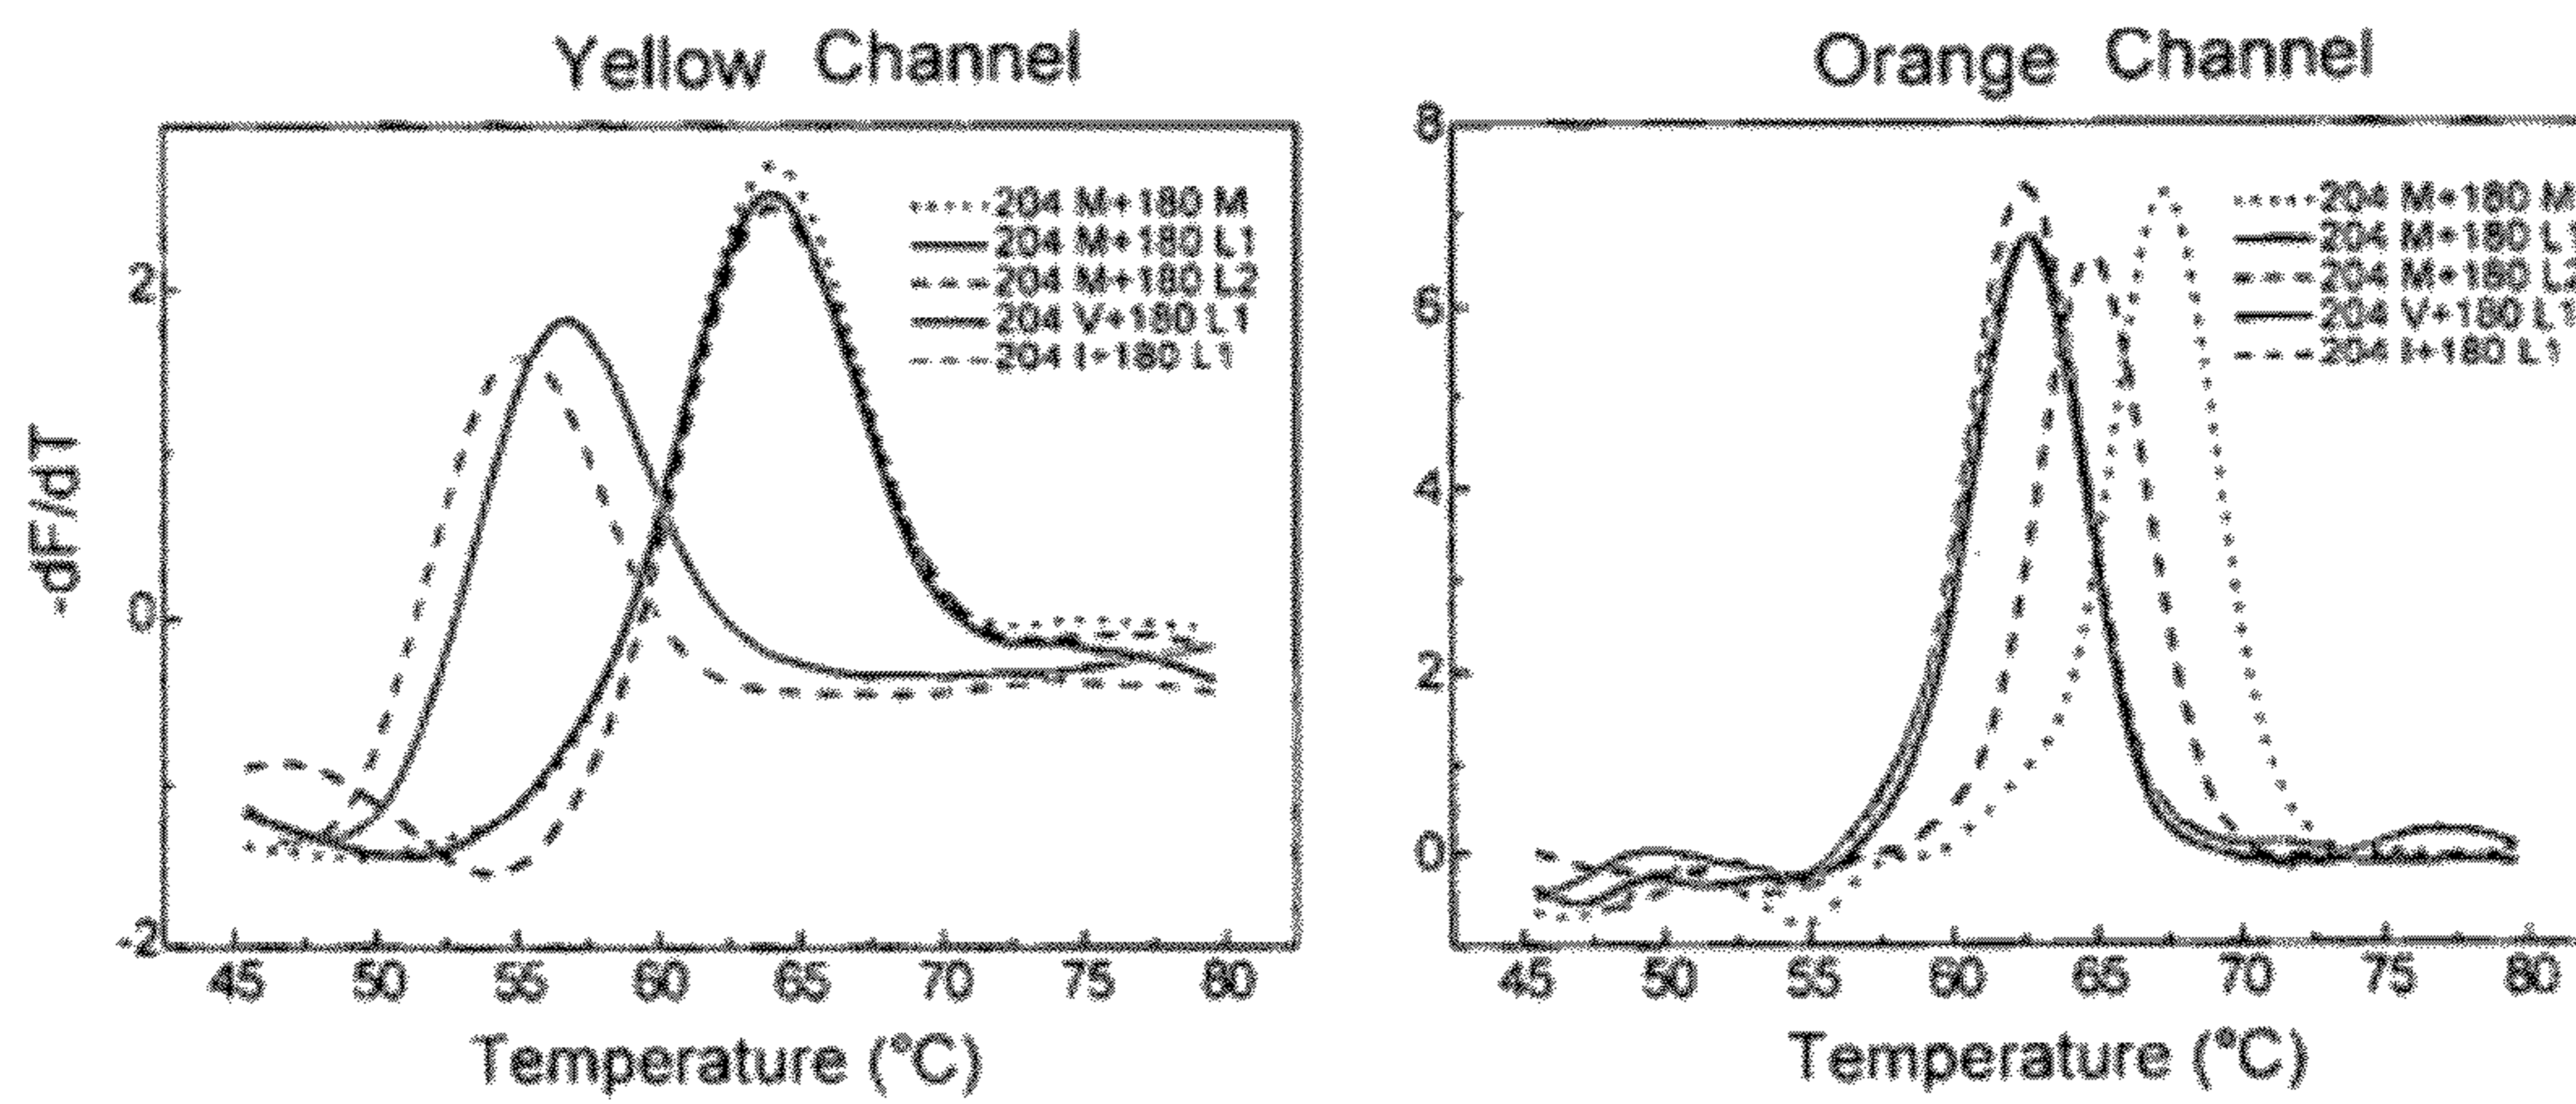 Yellow Channel
-dF/dT
2
0
-2
204 M+180 M
204 M+180 L1
204 M+180 L2
204 V+180 L1
204 I+180 L1
45 50 55 60 65 70 75 80
Temperature (°C)
Orange Channel
8
6
4
2
0
204 M+180 M
204 M+180 L1
204 M+180 L2
204 V+180 L1
204 I+180 L1
45 50 55 60 65 70 75 80
Temperature (°C)